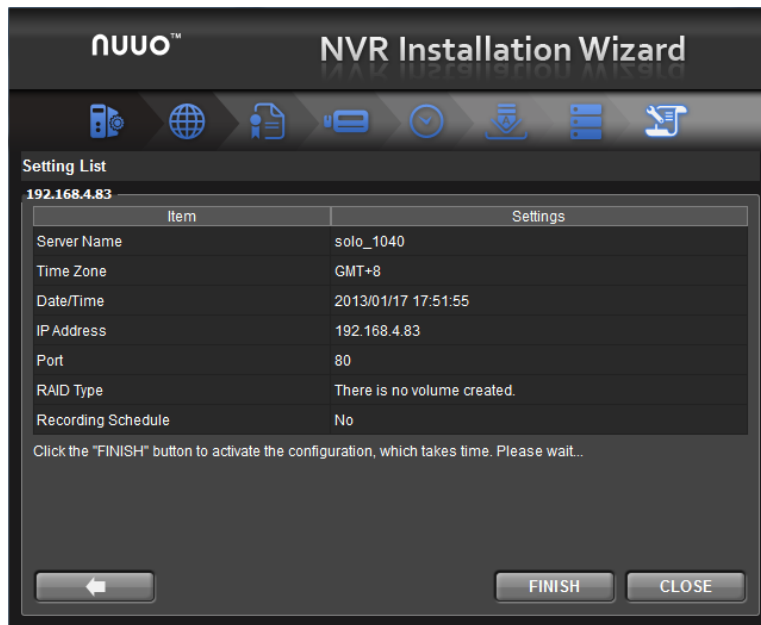 nuuo™
NVR Installation Wizard
Setting List
192.168.4.83
Item Settings
Server Name solo_1040
Time Zone GMT+8
Date/Time 2013/01/17 17:51:55
IP Address 192.168.4.83
Port 80
RAID Type There is no volume created.
Recording Schedule No
Click the "FINISH" button to activate the configuration, which takes time. Please wait...
FINISH CLOSE